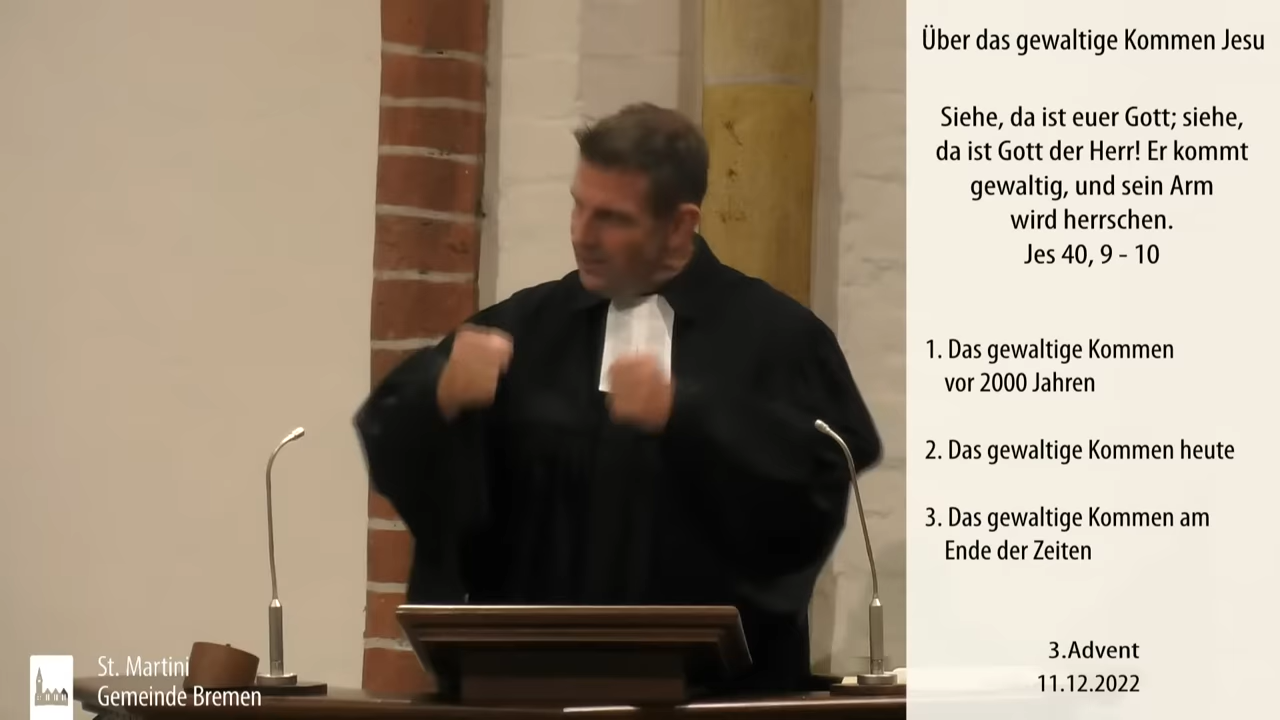 Über das gewaltige Kommen Jesu
Siehe, da ist euer Gott; siehe,
da ist Gott der Herr! Er kommt
gewaltig, und sein Arm
wird herrschen.
Jes 40, 9 - 10
1. Das gewaltige Kommen
vor 2000 Jahren
2. Das gewaltige Kommen heute
3. Das gewaltige Kommen am
Ende der Zeiten
3.Advent
11.12.2022
St. Martini
Gemeinde Bremen